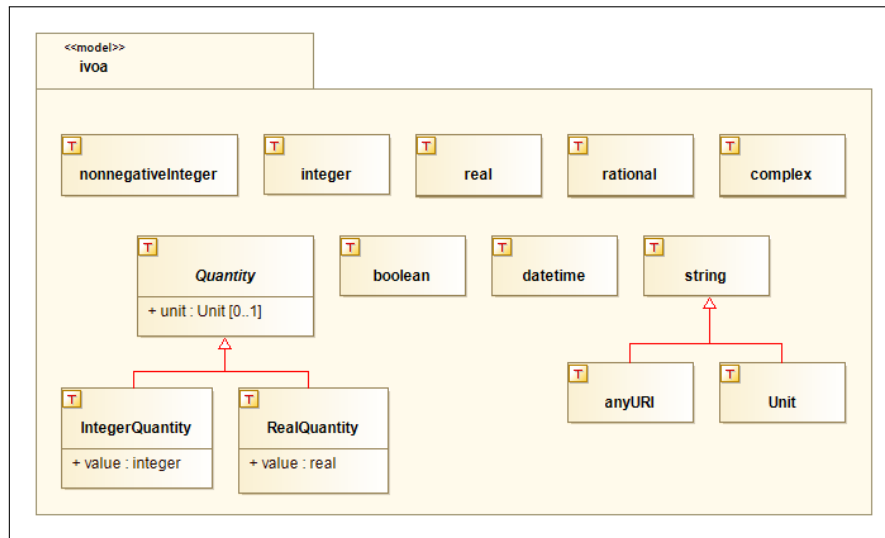 <<model>>
ivoa
T T T T T
nonnegativeInteger integer real rational complex
T T T T
Quantity boolean datetime string
+ unit : Unit [0..1]
T T T T
IntegerQuantity RealQuantity anyURI Unit
+ value : integer + value : real